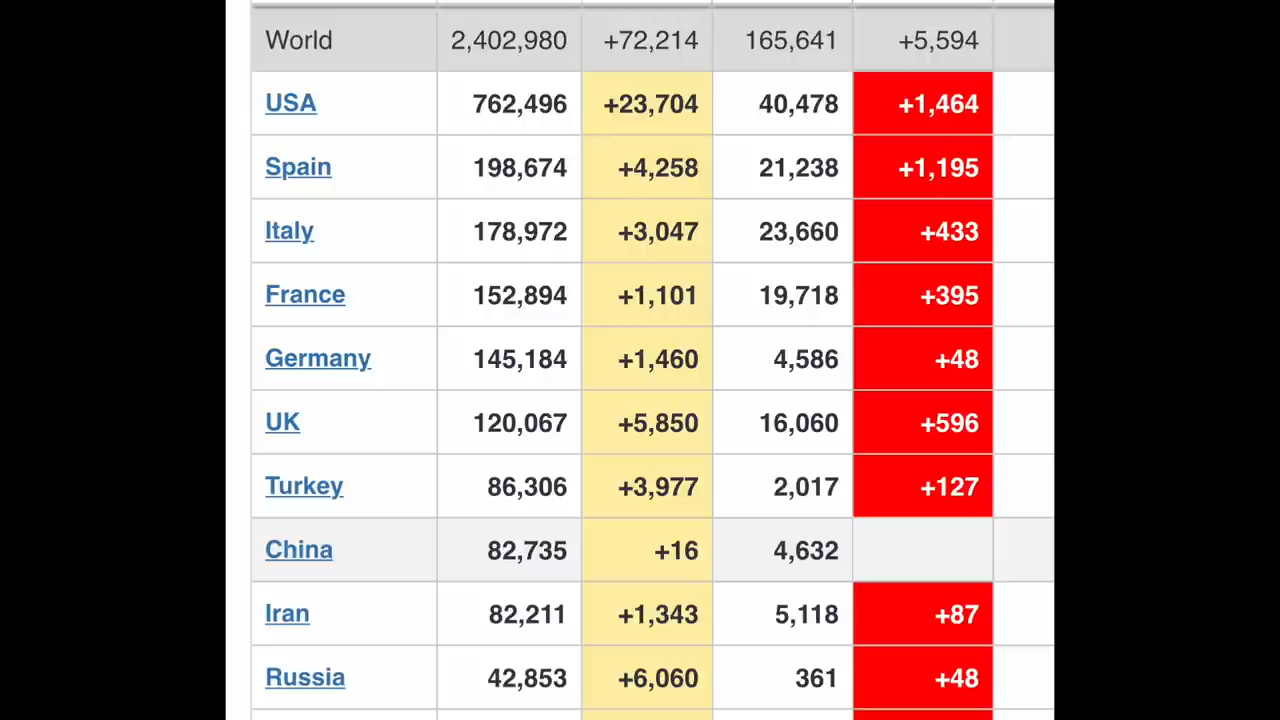 World 2,402,980 +72,214 165,641 +5,594
USA 762,496 +23,704 40,478 +1,464
Spain 198,674 +4,258 21,238 +1,195
Italy 178,972 +3,047 23,660 +433
France 152,894 +1,101 19,718 +395
Germany 145,184 +1,460 4,586 +48
UK 120,067 +5,850 16,060 +596
Turkey 86,306 +3,977 2,017 +127
China 82,735 +16 4,632
Iran 82,211 +1,343 5,118 +87
Russia 42,853 +6,060 361 +48